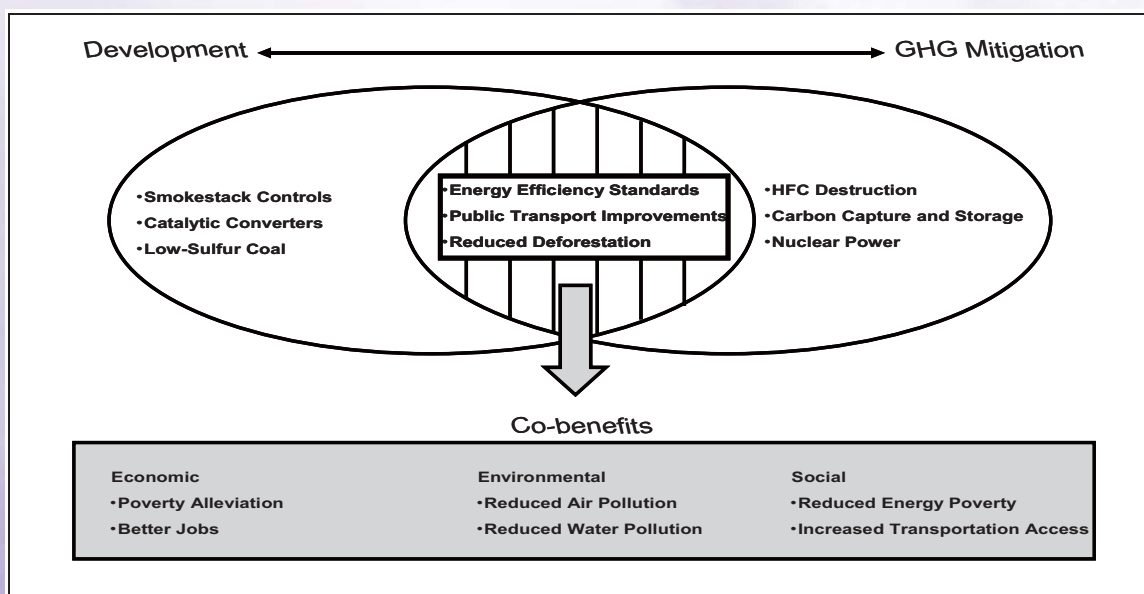 Development
GHG Mitigation
•Smokestack Controls
•Catalytic Converters
•Low-Sulfur Coal
•Energy Efficiency Standards
•Public Transport Improvements
•Reduced Deforestation
•HFC Destruction
•Carbon Capture and Storage
•Nuclear Power
Co-benefits
Economic
•Poverty Alleviation
•Better Jobs
Environmental
•Reduced Air Pollution
•Reduced Water Pollution
Social
•Reduced Energy Poverty
•Increased Transportation Access